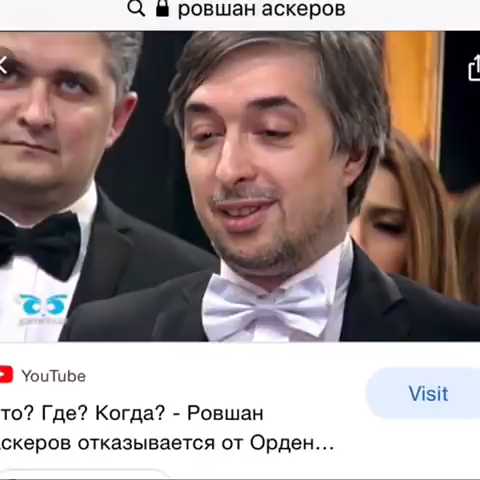 ровшан аскеров
YouTube
Visit
то? Где? Когда? - Ровшан
скеров отказывается от Орден...